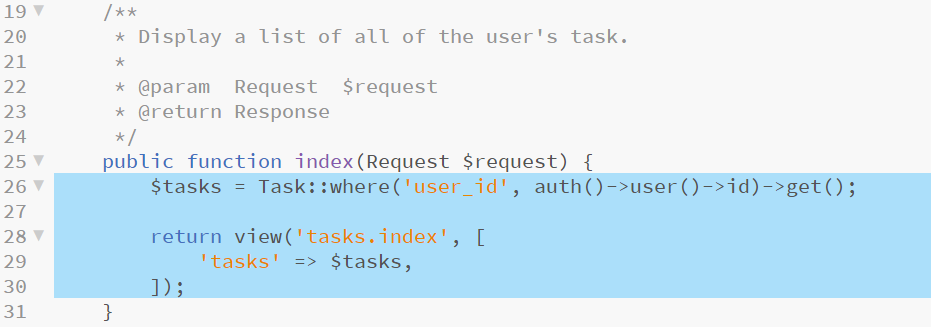 19 /**
20 * Display a list of all of the user's task.
21 *
22 * @param  Request  $request
23 * @return Response
24 */
25 public function index(Request $request) {
26 $tasks = Task::where('user_id', auth()->user()->id)->get();
27
28 return view('tasks.index', [
29 'tasks' => $tasks,
30 ]);
31 }